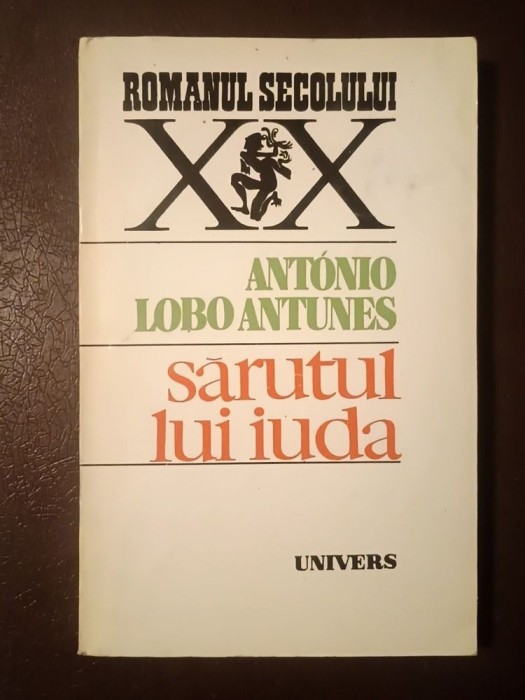 ROMANUL SECOLULUI
XX
ANTÓNIO
LOBO ANTUNES
sărutul
lui iuda
UNIVERS